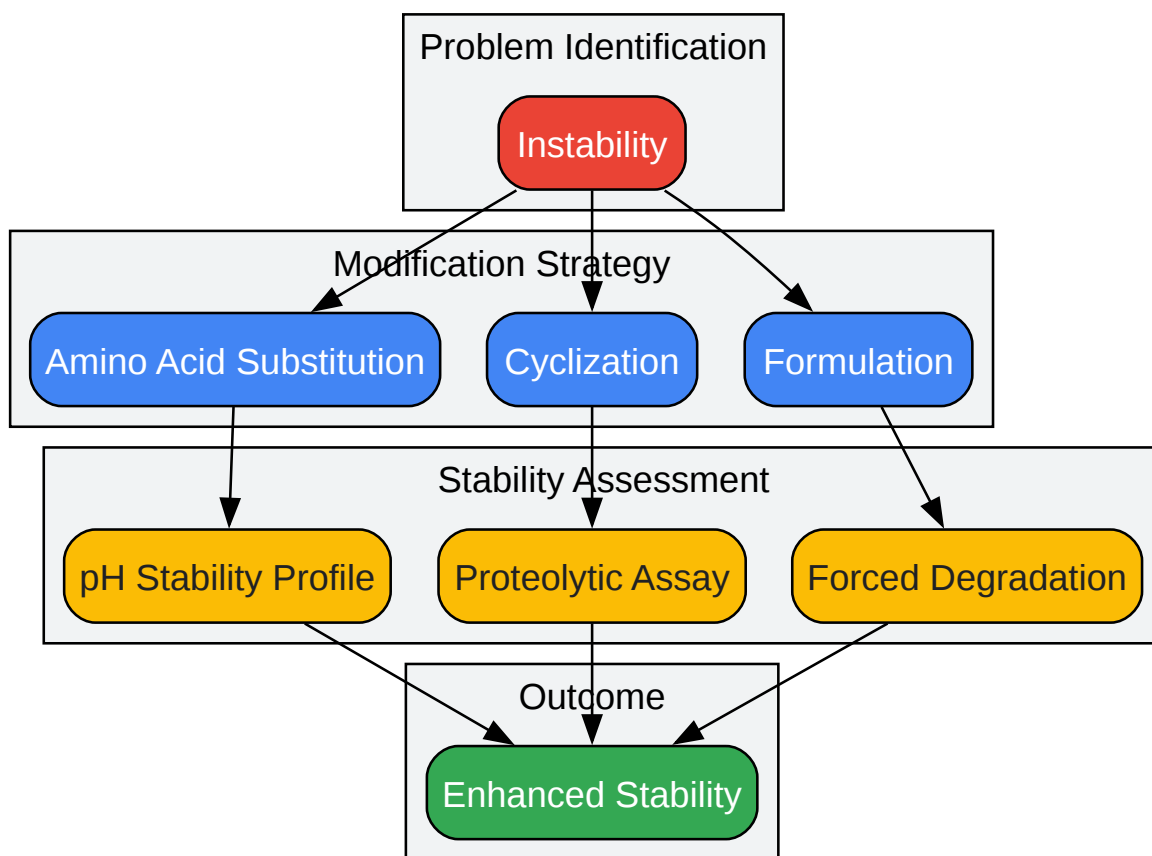 Problem Identification
Instability
Modification Strategy
Amino Acid Substitution
Cyclization
Formulation
Stability Assessment
pH Stability Profile
Proteolytic Assay
Forced Degradation
Outcome
Enhanced Stability